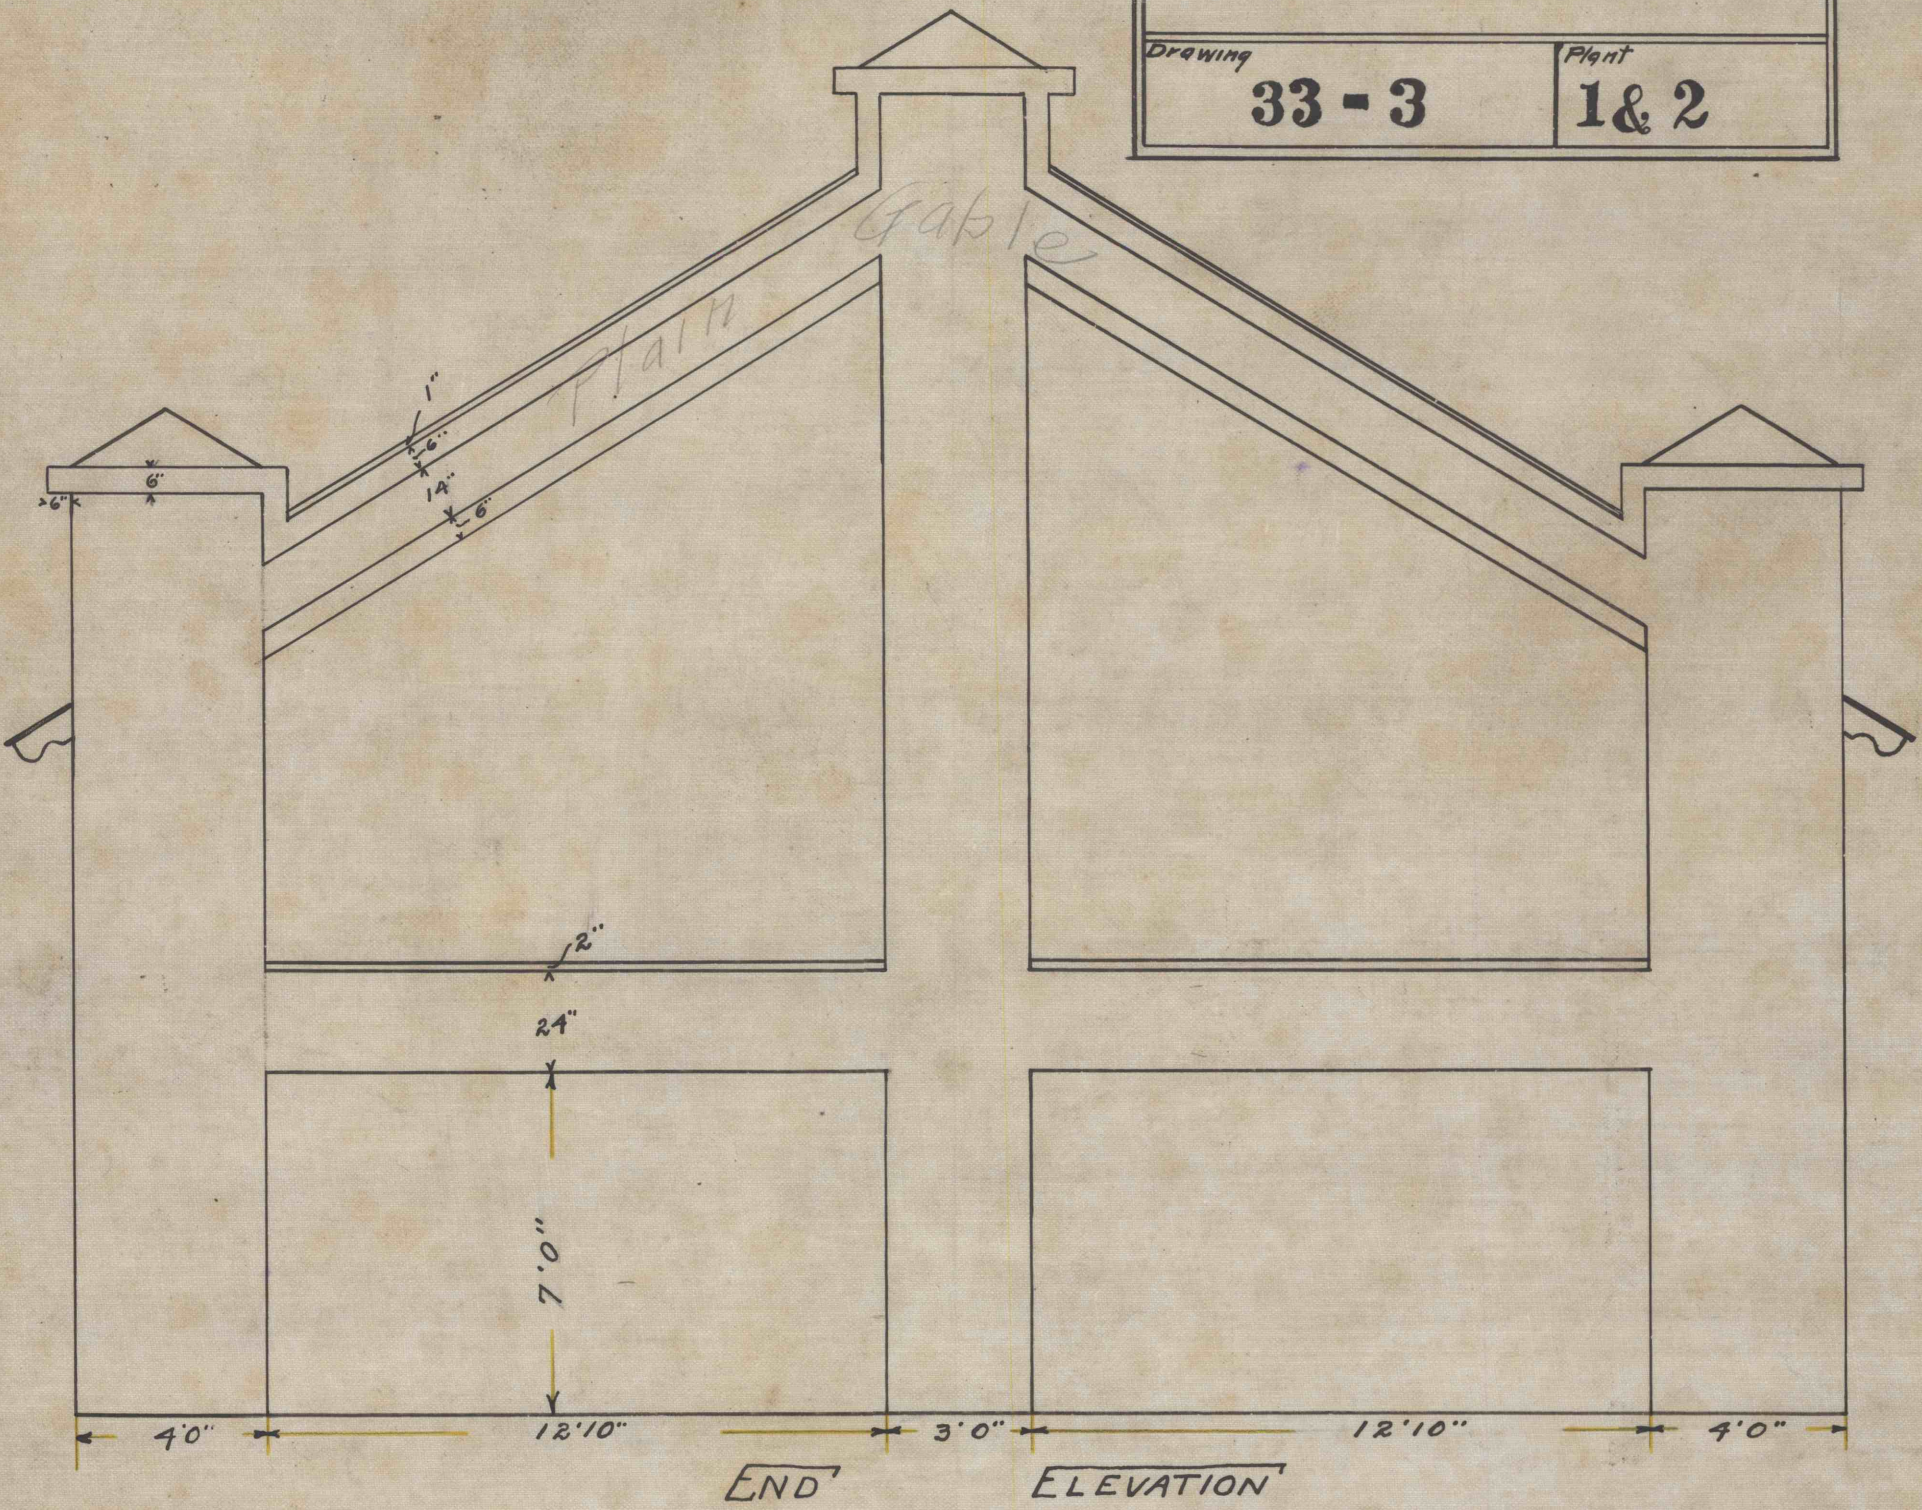 Drawing
33 - 3
Plant
1 & 2
Gable
Plain
1"
6"
14"
6"
6"
6"
2"
24"
7'.0"
4'0"
12'10"
3'0"
12'10"
4'0"
END ELEVATION